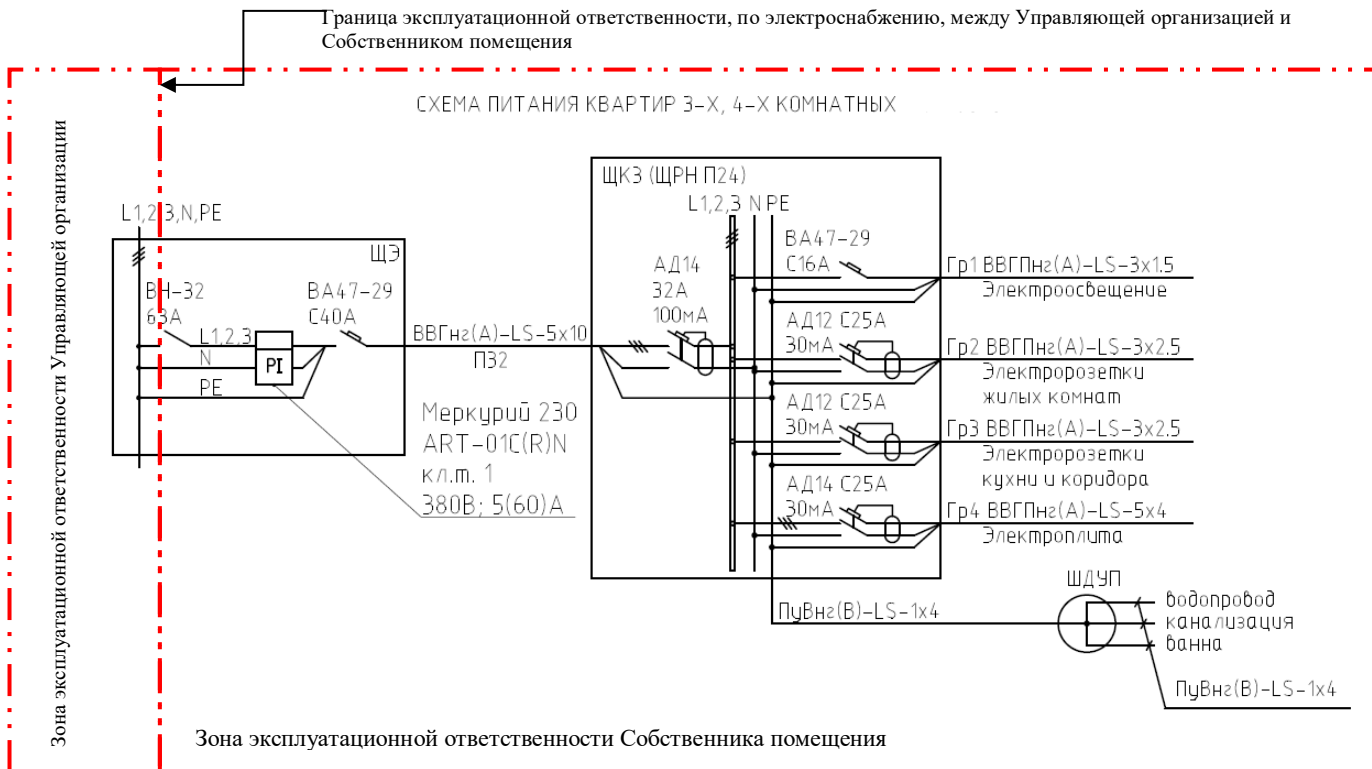 Граница эксплуатационной ответственности, по электроснабжению, между Управляющей организацией и
Собственником помещения
СХЕМА ПИТАНИЯ КВАРТИР 3-Х, 4-Х КОМНАТНЫХ
Зона эксплуатационной ответственности Управляющей организации
L1,2,3,N,PE
ЩЭ
ВН-32
63А
L1,2,3
N
PE
PI
ВА47-29
С40А
ВВГнг(А)-LS-5х10
П32
Меркурий 230
ART-01C(R)N
кл.т. 1
380В; 5(60)А
ЩК3 (ЩРН П24)
L1,2,3 N PE
АД14
32А
100мА
ВА47-29
С16А
Гр1 ВВГПнг(А)-LS-3х1.5
Электроосвещение
АД12 С25А
30мА
Гр2 ВВГПнг(А)-LS-3х2.5
Электророзетки
жилых комнат
АД12 С25А
30мА
Гр3 ВВГПнг(А)-LS-3х2.5
Электророзетки
кухни и коридора
АД14 С25А
30мА
Гр4 ВВГПнг(А)-LS-5х4
Электроплита
ПуВнг(В)-LS-1х4
ШДУП
водопровод
канализация
ванна
ПуВнг(В)-LS-1х4
Зона эксплуатационной ответственности Собственника помещения